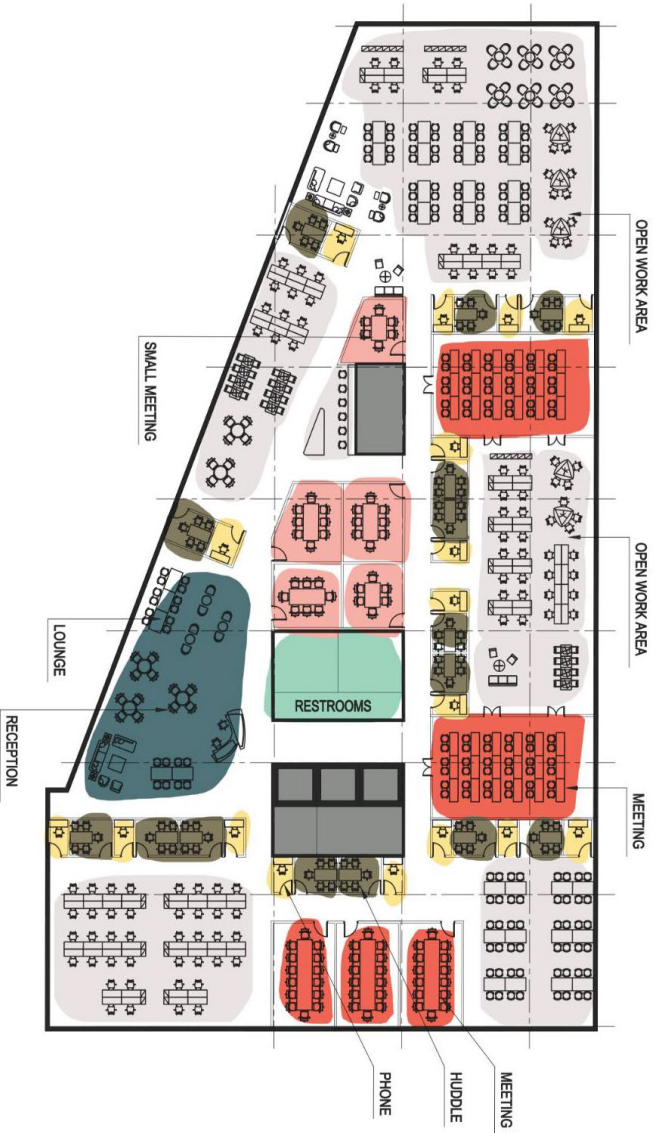 OPEN WORK AREA
SMALL MEETING
OPEN WORK AREA
LOUNGE
RESTROOMS
RECEPTION
MEETING
MEETING
HUDDLE
PHONE